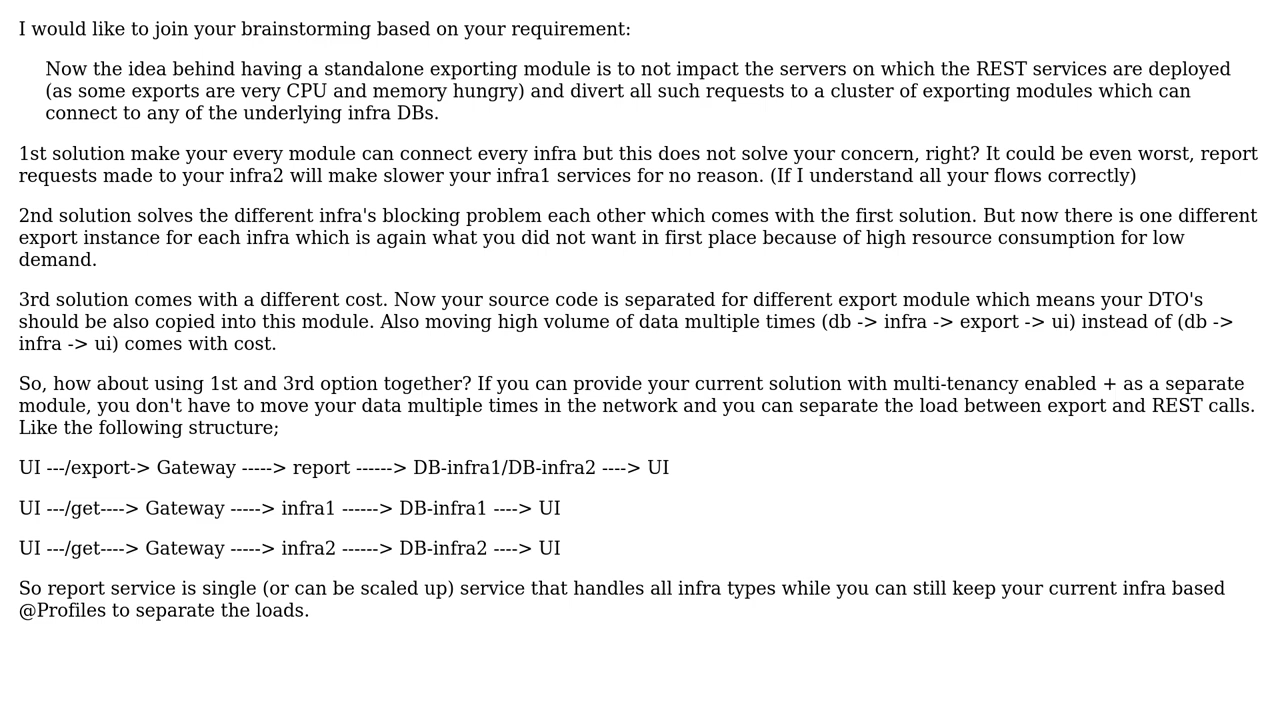 I would like to join your brainstorming based on your requirement:
Now the idea behind having a standalone exporting module is to not impact the servers on which the REST services are deployed
(as some exports are very CPU and memory hungry) and divert all such requests to a cluster of exporting modules which can
connect to any of the underlying infra DBs.
1st solution make your every module can connect every infra but this does not solve your concern, right? It could be even worst, report
requests made to your infra2 will make slower your infra1 services for no reason. (If I understand all your flows correctly)
2nd solution solves the different infra's blocking problem each other which comes with the first solution. But now there is one different
export instance for each infra which is again what you did not want in first place because of high resource consumption for low
demand.
3rd solution comes with a different cost. Now your source code is separated for different export module which means your DTO's
should be also copied into this module. Also moving high volume of data multiple times (db -> infra -> export -> ui) instead of (db ->
infra -> ui) comes with cost.
So, how about using 1st and 3rd option together? If you can provide your current solution with multi-tenancy enabled + as a separate
module, you don't have to move your data multiple times in the network and you can separate the load between export and REST calls.
Like the following structure;
UI ---/export-> Gateway -----> report ------> DB-infra1/DB-infra2 ----> UI
UI ---/get----> Gateway -----> infra1 ------> DB-infra1 ----> UI
UI ---/get----> Gateway -----> infra2 ------> DB-infra2 ----> UI
So report service is single (or can be scaled up) service that handles all infra types while you can still keep your current infra based
@Profiles to separate the loads.